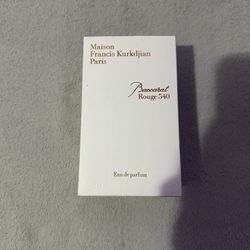 Maison
Francis Kurkdjian
Paris
Baccarat
Rouge 540
Eau de parfum